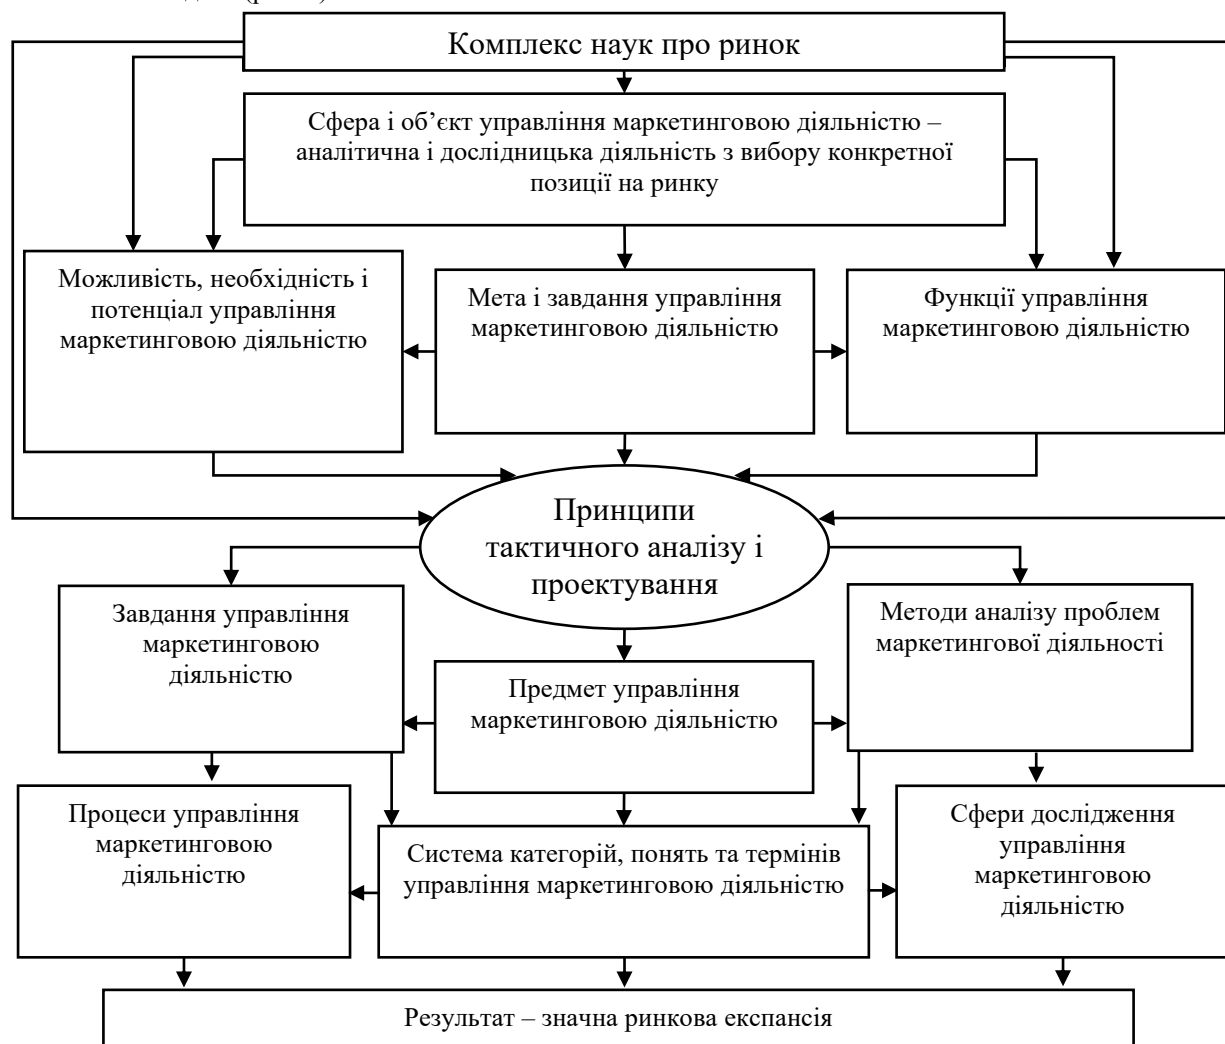 Комплекс наук про ринок
Сфера і об’єкт управління маркетинговою діяльністю –
аналітична і дослідницька діяльність з вибору конкретної
позиції на ринку
Можливість, необхідність і
потенціал управління
маркетинговою діяльністю
Мета і завдання управління
маркетинговою діяльністю
Функції управління
маркетинговою діяльністю
Принципи
тактичного аналізу і
проектування
Завдання управління
маркетинговою
діяльністю
Предмет управління
маркетинговою діяльністю
Методи аналізу проблем
маркетингової діяльності
Процеси управління
маркетинговою
діяльністю
Система категорій, понять та термінів
управління маркетинговою діяльністю
Сфери дослідження
управління
маркетинговою
діяльністю
Результат – значна ринкова експансія